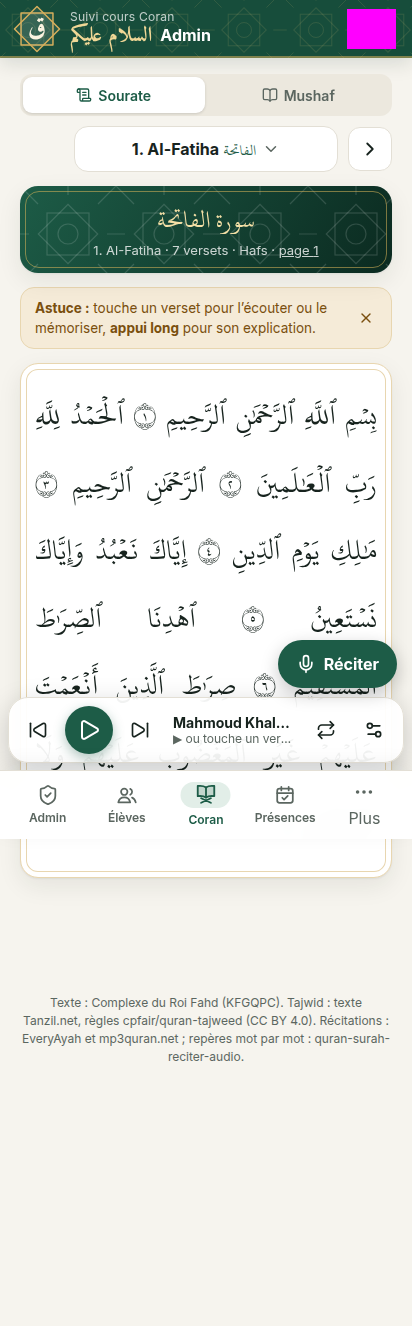 ق
Suivi cours Coran
السلام عليكم Admin
Sourate
Mushaf
1. Al-Fatiha الفاتحة
سورة الفاتحة
1. Al-Fatiha · 7 versets · Hafs · page 1
Astuce : touche un verset pour l’écouter ou le
mémoriser, appui long pour son explication.
بِسْمِ ٱللَّهِ ٱلرَّحْمَٰنِ ٱلرَّحِيمِ ١ ٱلْحَمْدُ لِلَّهِ
رَبِّ ٱلْعَٰلَمِينَ ٢ ٱلرَّحْمَٰنِ ٱلرَّحِيمِ ٣
مَٰلِكِ يَوْمِ ٱلدِّينِ ٤ إِيَّاكَ نَعْبُدُ وَإِيَّاكَ
نَسْتَعِينُ ٥ ٱهْدِنَا ٱلصِّرَٰطَ
ٱلْمُسْتَقِيمَ ٦ صِرَٰطَ ٱلَّذِينَ أَنْعَمْتَ
عَلَيْهِمْ غَيْرِ ٱلْمَغْضُوبِ عَلَيْهِمْ وَلَا
Réciter
Mahmoud Khal...
▶ ou touche un ver...
Admin
Élèves
Coran
Présences
Plus
Texte : Complexe du Roi Fahd (KFGQPC). Tajwid : texte
Tanzil.net, règles cpfair/quran-tajweed (CC BY 4.0). Récitations :
EveryAyah et mp3quran.net ; repères mot par mot : quran-surah-
reciter-audio.